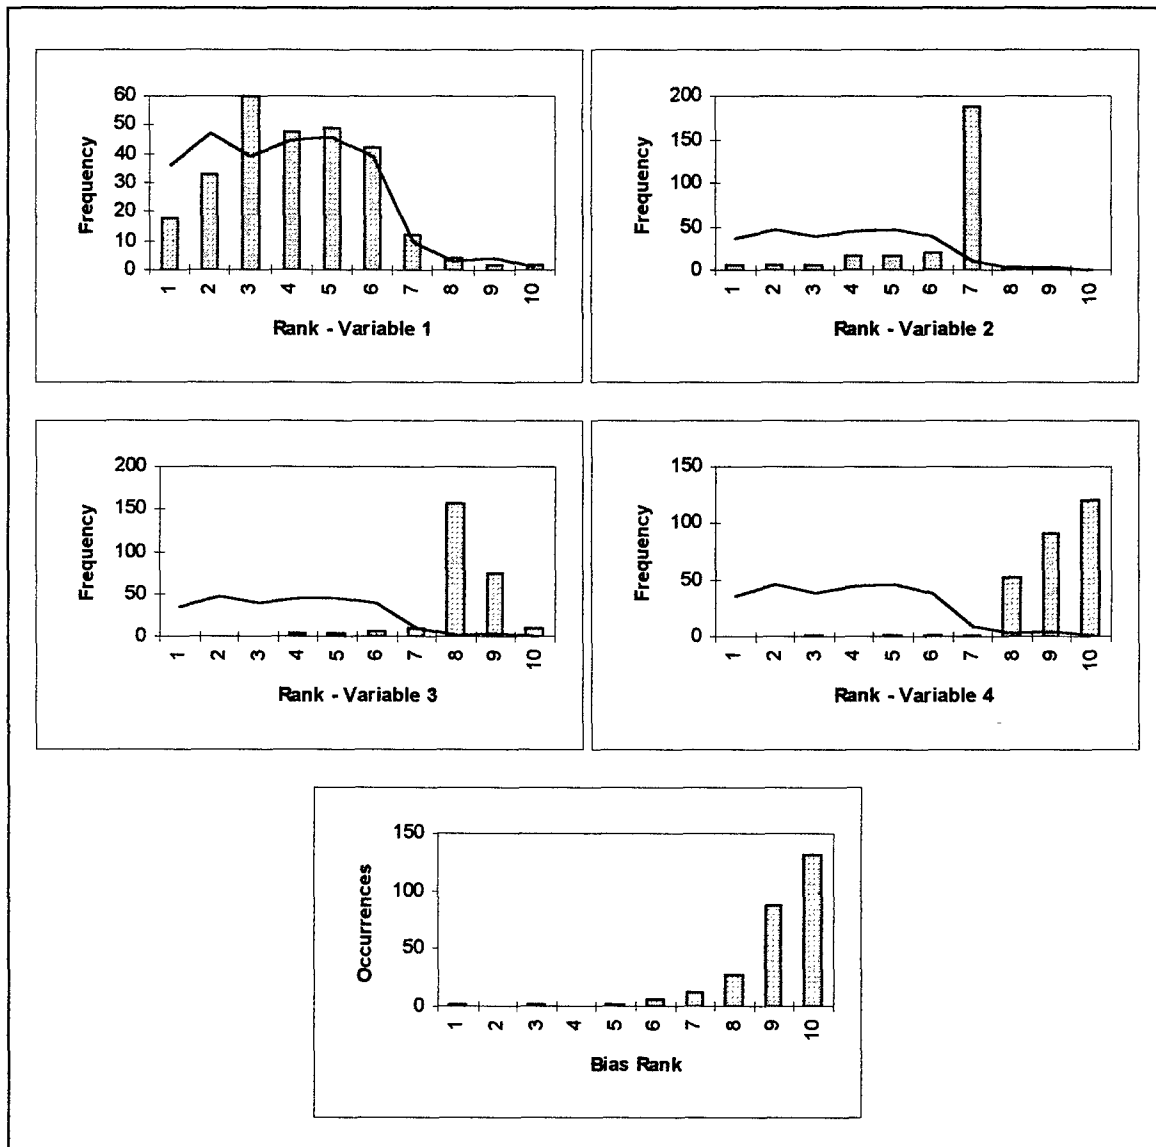 60
50
40
30
20
10
0
Frequency
1 2 3 4 5 6 7 8 9 10
Rank - Variable 1
200
150
100
50
0
Frequency
1 2 3 4 5 6 7 8 9 10
Rank - Variable 2
200
150
100
50
0
Frequency
1 2 3 4 5 6 7 8 9 10
Rank - Variable 3
150
100
50
0
Frequency
1 2 3 4 5 6 7 8 9 10
Rank - Variable 4
150
100
50
0
Occurrences
1 2 3 4 5 6 7 8 9 10
Bias Rank